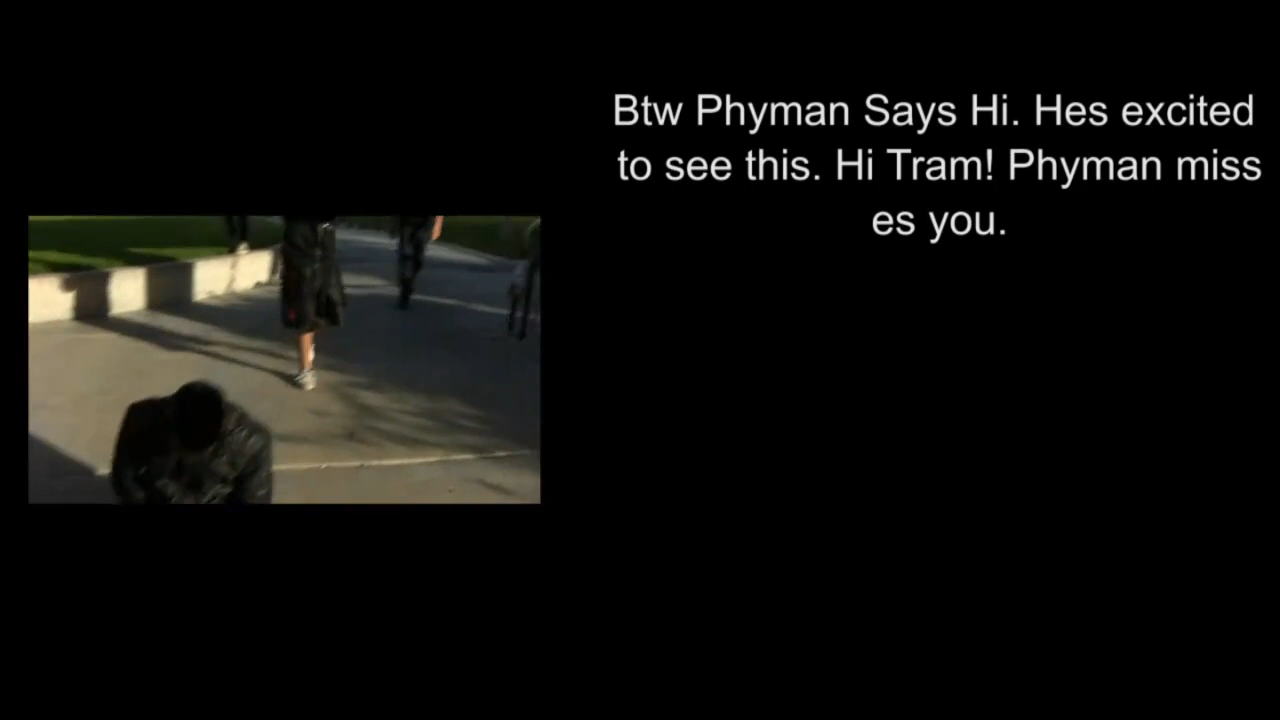 Btw Phyman Says Hi. Hes excited
to see this. Hi Tram! Phyman miss
es you.